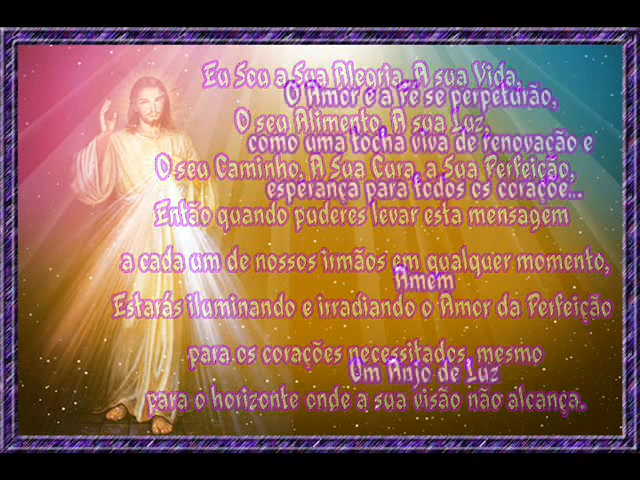 Eu Sou a Sua Alegria, A sua Vida,
O Amor e a Fé se perpeturão,
O seu Alimento, A sua Luz,
como uma tocha viva de renovação e
O seu Caminho, A Sua Cura, a Sua Perfeição,
esperança para todos os coraçõe...
Então quando puderes levar esta mensagem
a cada um de nossos irmãos em qualquer momento,
Amém
Estarás iluminando e irradiando o Amor da Perfeição
para os corações necessitados, mesmo
Um Anjo de Luz
para o horizonte onde a sua visão não alcança.